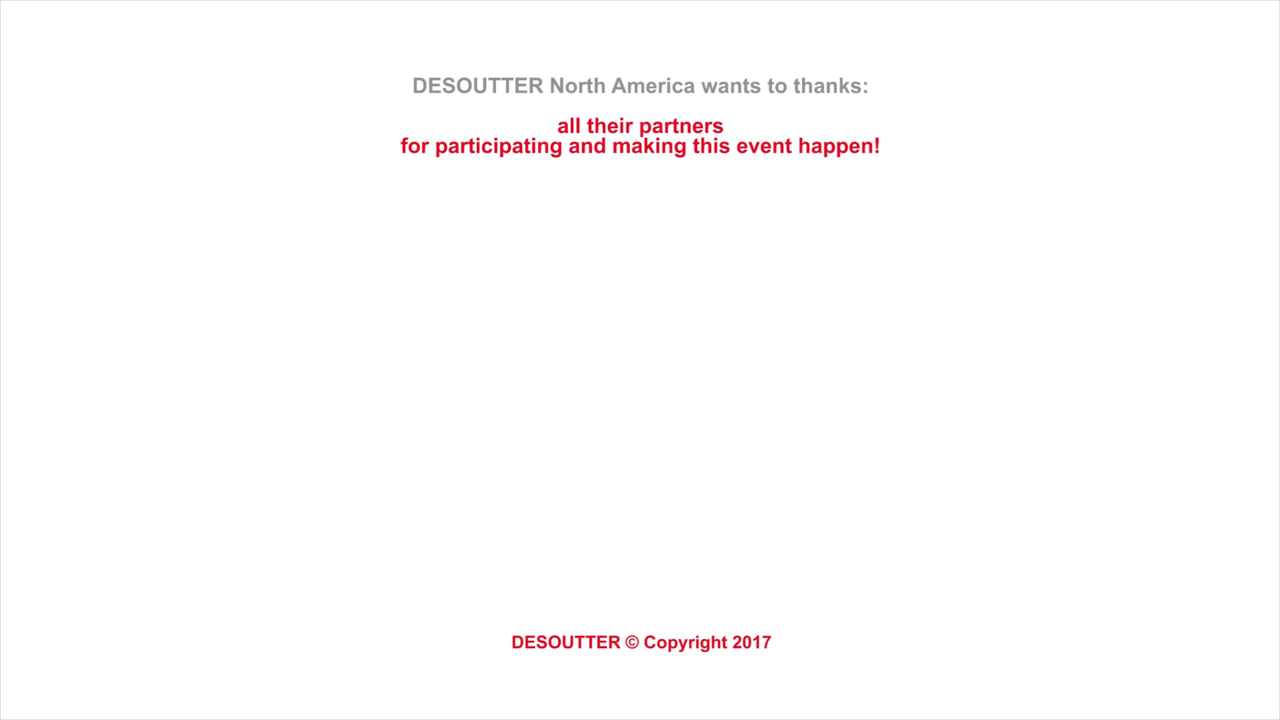 DESOUTTER North America wants to thanks:
all their partners
for participating and making this event happen!
DESOUTTER © Copyright 2017